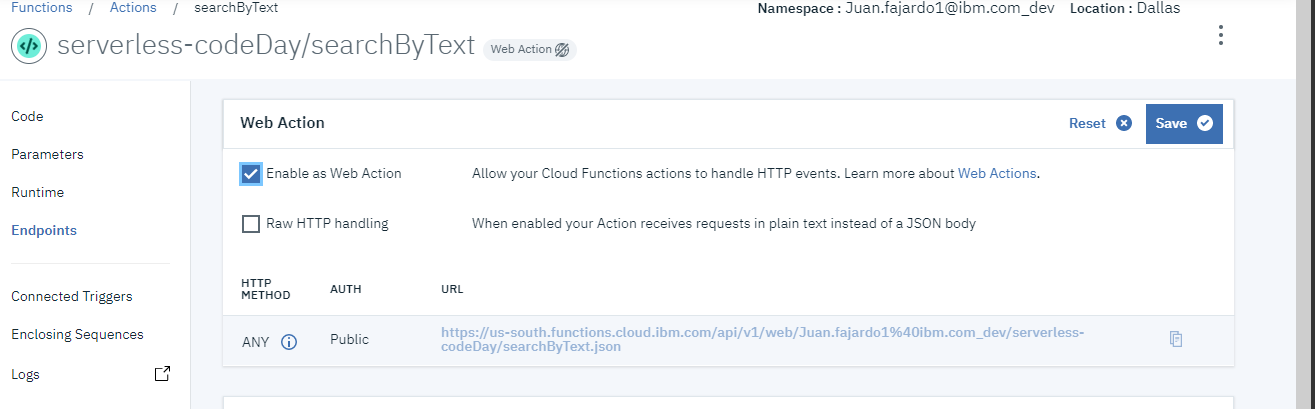 Functions / Actions / searchByText Namespace : Juan.fajardo1@ibm.com_dev Location : Dallas
</> serverless-codeDay/searchByText Web Action
Code
Parameters
Runtime
Endpoints
Connected Triggers
Enclosing Sequences
Logs
Web Action Reset Save
Enable as Web Action Allow your Cloud Functions actions to handle HTTP events. Learn more about Web Actions.
Raw HTTP handling When enabled your Action receives requests in plain text instead of a JSON body
HTTP
METHOD AUTH URL
ANY Public https://us-south.functions.cloud.ibm.com/api/v1/web/Juan.fajardo1%40ibm.com_dev/serverless-
codeDay/searchByText.json